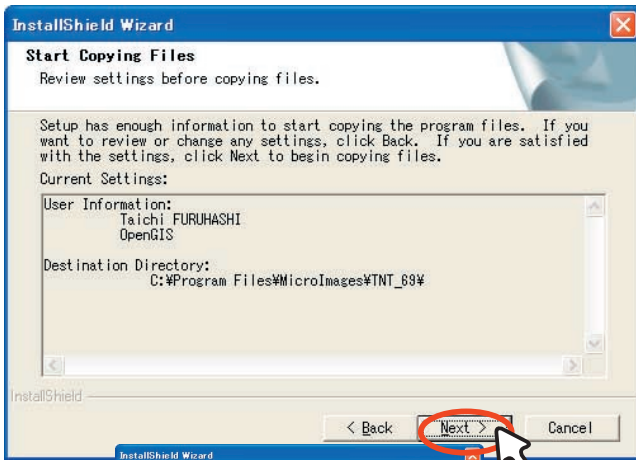 InstallShield Wizard
Start Copying Files
Review settings before copying files.
Setup has enough information to start copying the program files. If you
want to review or change any settings, click Back. If you are satisfied
with the settings, click Next to begin copying files.
Current Settings:
User Information:
Taichi FURUHASHI
OpenGIS
Destination Directory:
C:¥Program Files¥MicroImages¥TNT_69¥
InstallShield
< Back Next > Cancel
InstallShield Wizard